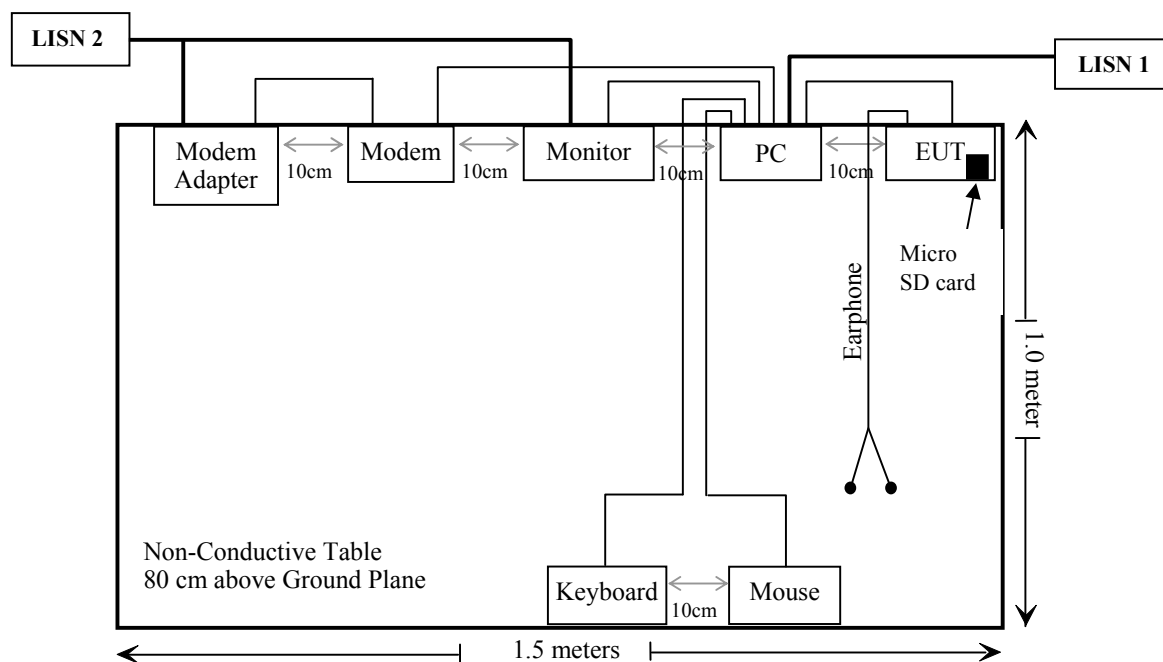 LISN 2
LISN 1
Modem
Adapter
10cm
Modem
10cm
Monitor
10cm
PC
10cm
EUT
Micro
SD card
Earphone
1.0 meter
Non-Conductive Table
80 cm above Ground Plane
Keyboard
10cm
Mouse
1.5 meters